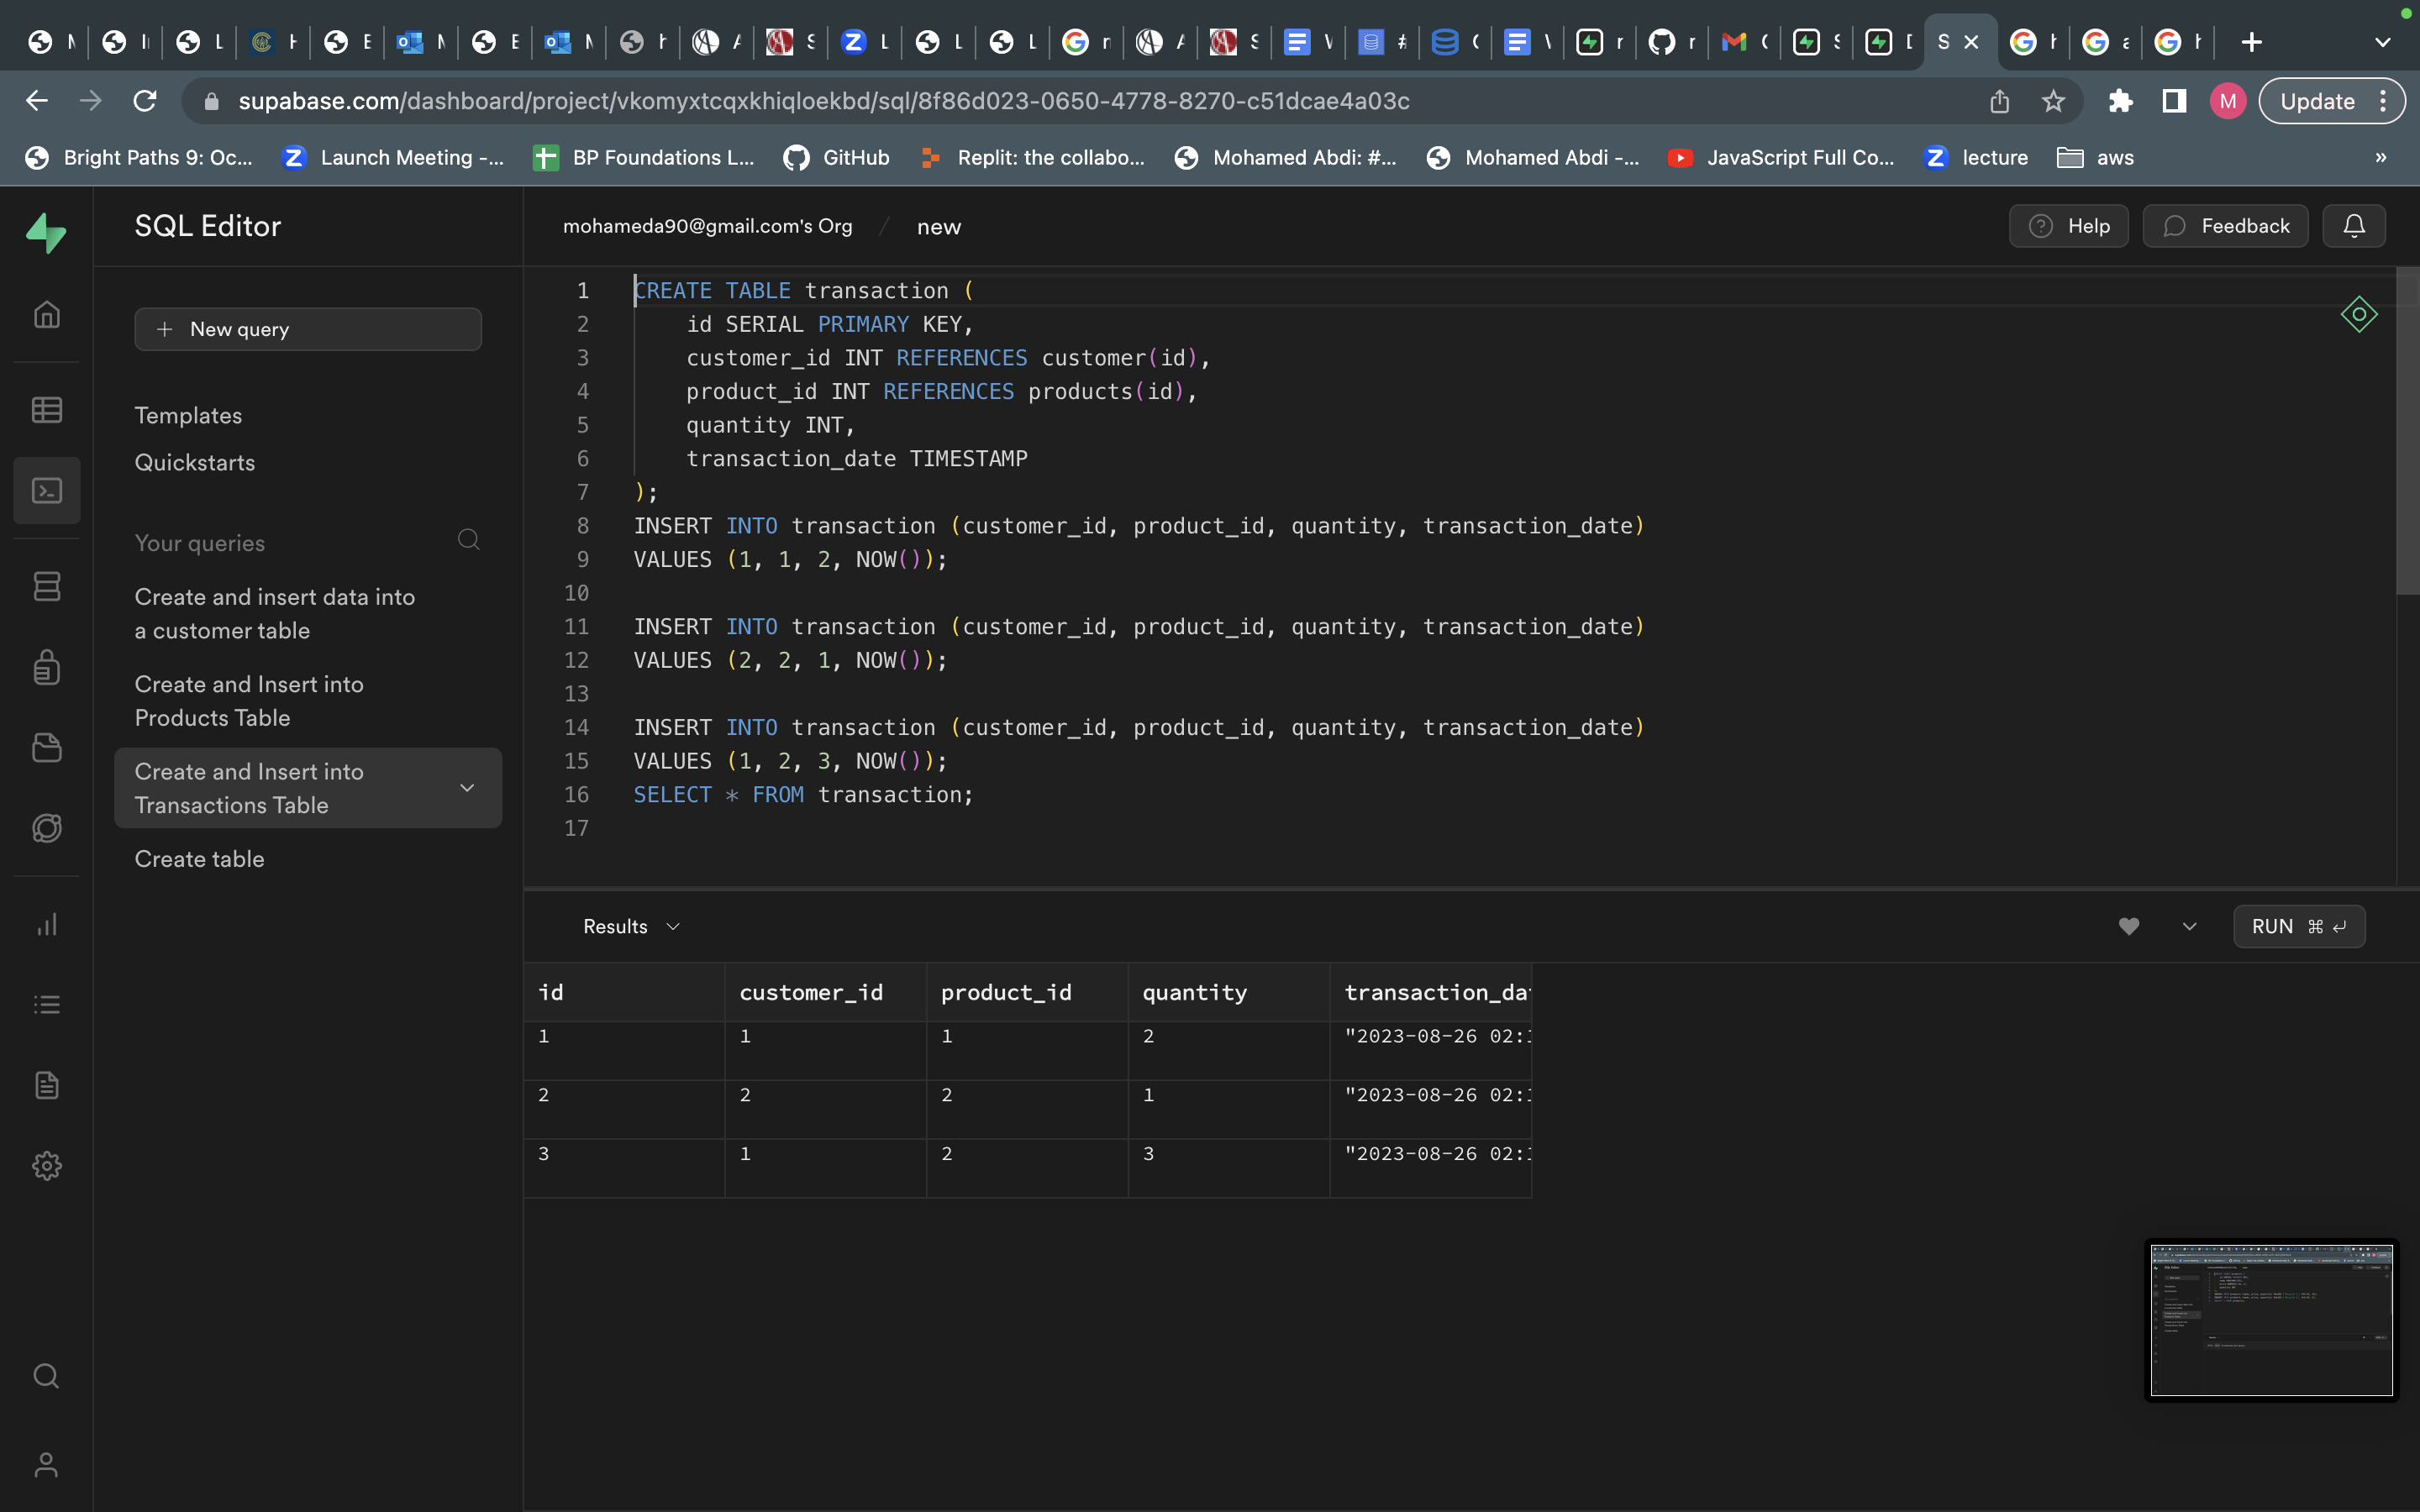 supabase.com/dashboard/project/vkomyxtcqxkhiqloekbd/sql/8f86d023-0650-4778-8270-c51dcae4a03c
M
Update
Bright Paths 9: Oc...
Launch Meeting -...
BP Foundations L...
GitHub
Replit: the collabo...
Mohamed Abdi: #...
Mohamed Abdi -...
JavaScript Full Co...
lecture
aws
»
SQL Editor
mohameda90@gmail.com's Org / new
Help
Feedback
+ New query
Templates
Quickstarts
Your queries
Create and insert data into
a customer table
Create and Insert into
Products Table
Create and Insert into
Transactions Table
Create table
1 CREATE TABLE transaction (
2 id SERIAL PRIMARY KEY,
3 customer_id INT REFERENCES customer(id),
4 product_id INT REFERENCES products(id),
5 quantity INT,
6 transaction_date TIMESTAMP
7 );
8 INSERT INTO transaction (customer_id, product_id, quantity, transaction_date)
9 VALUES (1, 1, 2, NOW());
10
11 INSERT INTO transaction (customer_id, product_id, quantity, transaction_date)
12 VALUES (2, 2, 1, NOW());
13
14 INSERT INTO transaction (customer_id, product_id, quantity, transaction_date)
15 VALUES (1, 2, 3, NOW());
16 SELECT * FROM transaction;
17
Results
RUN ⌘ ↵
id customer_id product_id quantity transaction_da
1 1 1 2 "2023-08-26 02:1
2 2 2 1 "2023-08-26 02:1
3 1 2 3 "2023-08-26 02:1